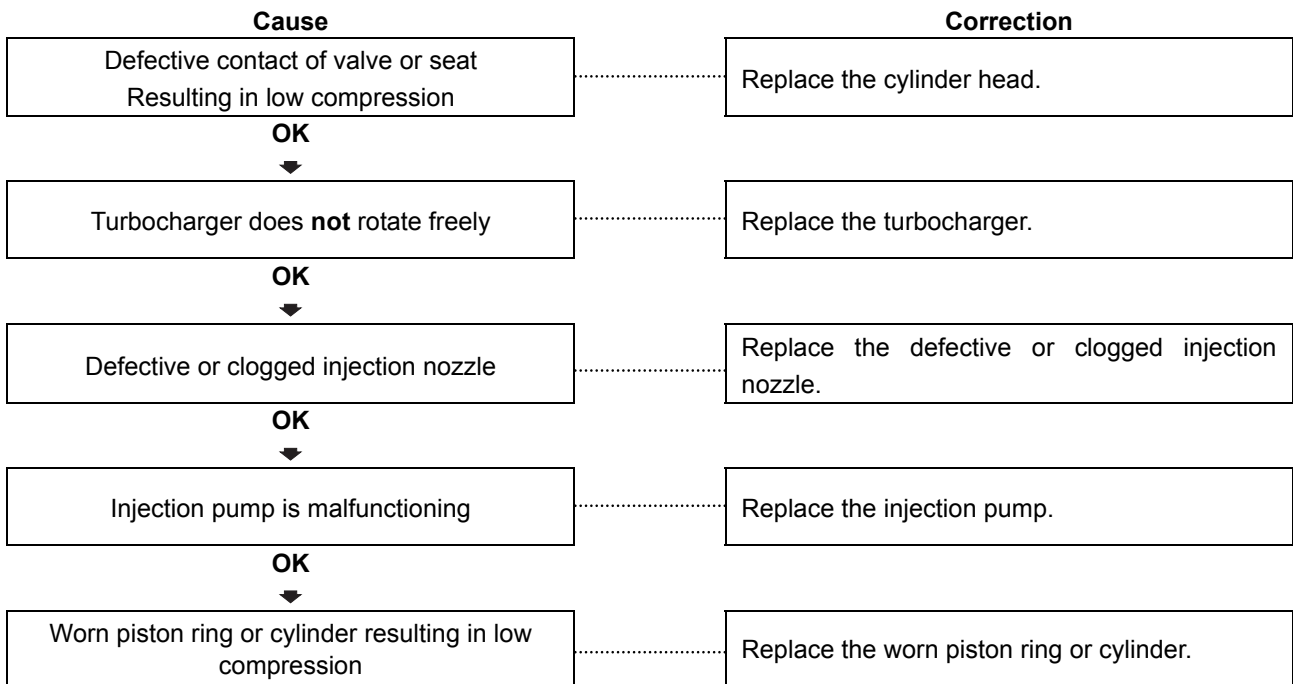 Cause Correction
Defective contact of valve or seat
Resulting in low compression
Replace the cylinder head.
OK
Turbocharger does not rotate freely
Replace the turbocharger.
OK
Defective or clogged injection nozzle
Replace the defective or clogged injection
nozzle.
OK
Injection pump is malfunctioning
Replace the injection pump.
OK
Worn piston ring or cylinder resulting in low
compression
Replace the worn piston ring or cylinder.